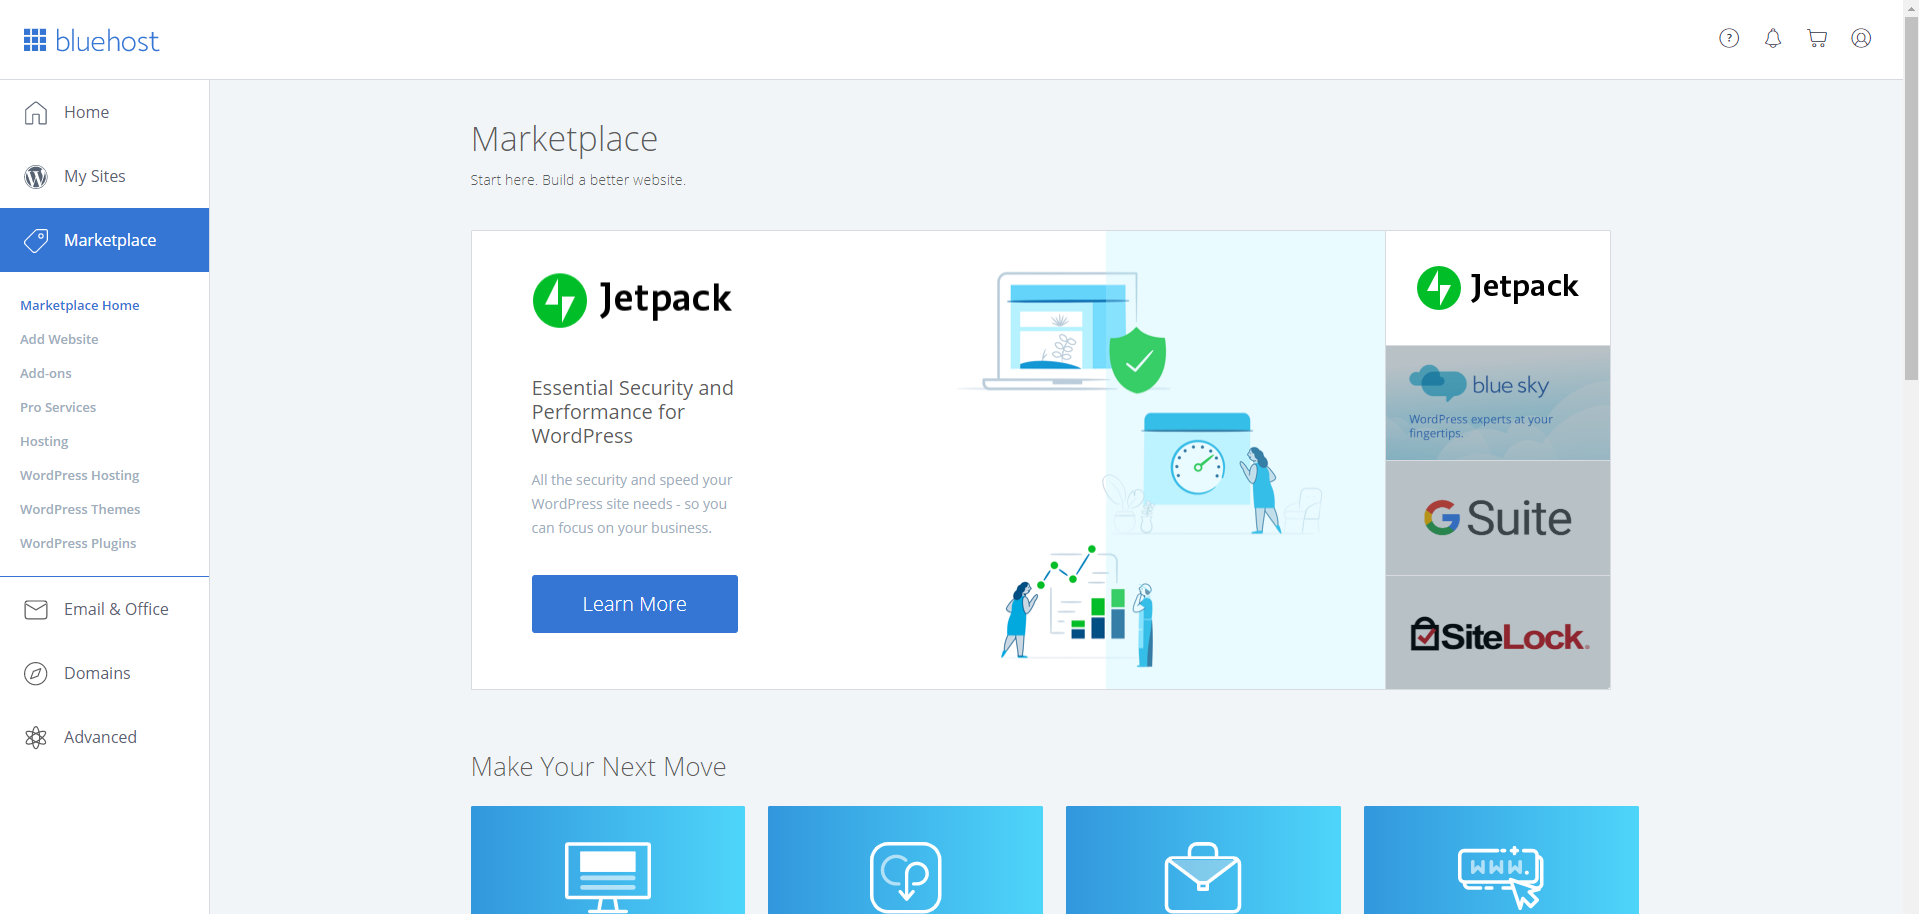 bluehost
?
Home
My Sites
Marketplace
Marketplace Home
Add Website
Add-ons
Pro Services
Hosting
WordPress Hosting
WordPress Themes
WordPress Plugins
Email & Office
Domains
Advanced
Marketplace
Start here. Build a better website.
Jetpack
Essential Security and
Performance for
WordPress
All the security and speed your
WordPress site needs - so you
can focus on your business.
Learn More
Jetpack
blue sky
WordPress experts at your
fingertips.
G Suite
SiteLock
Make Your Next Move
cP
www.